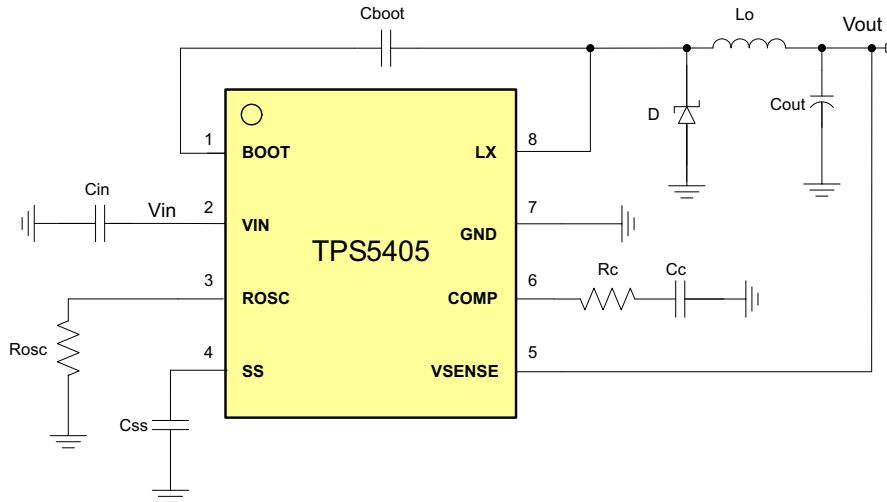 Cboot
Lo
Vout
Cout
D
1
BOOT
LX
8
Cin
Vin
2
VIN
7
GND
TPS5405
3
ROSC
COMP
6
Rc
Cc
Rosc
4
SS
VSENSE
5
Css